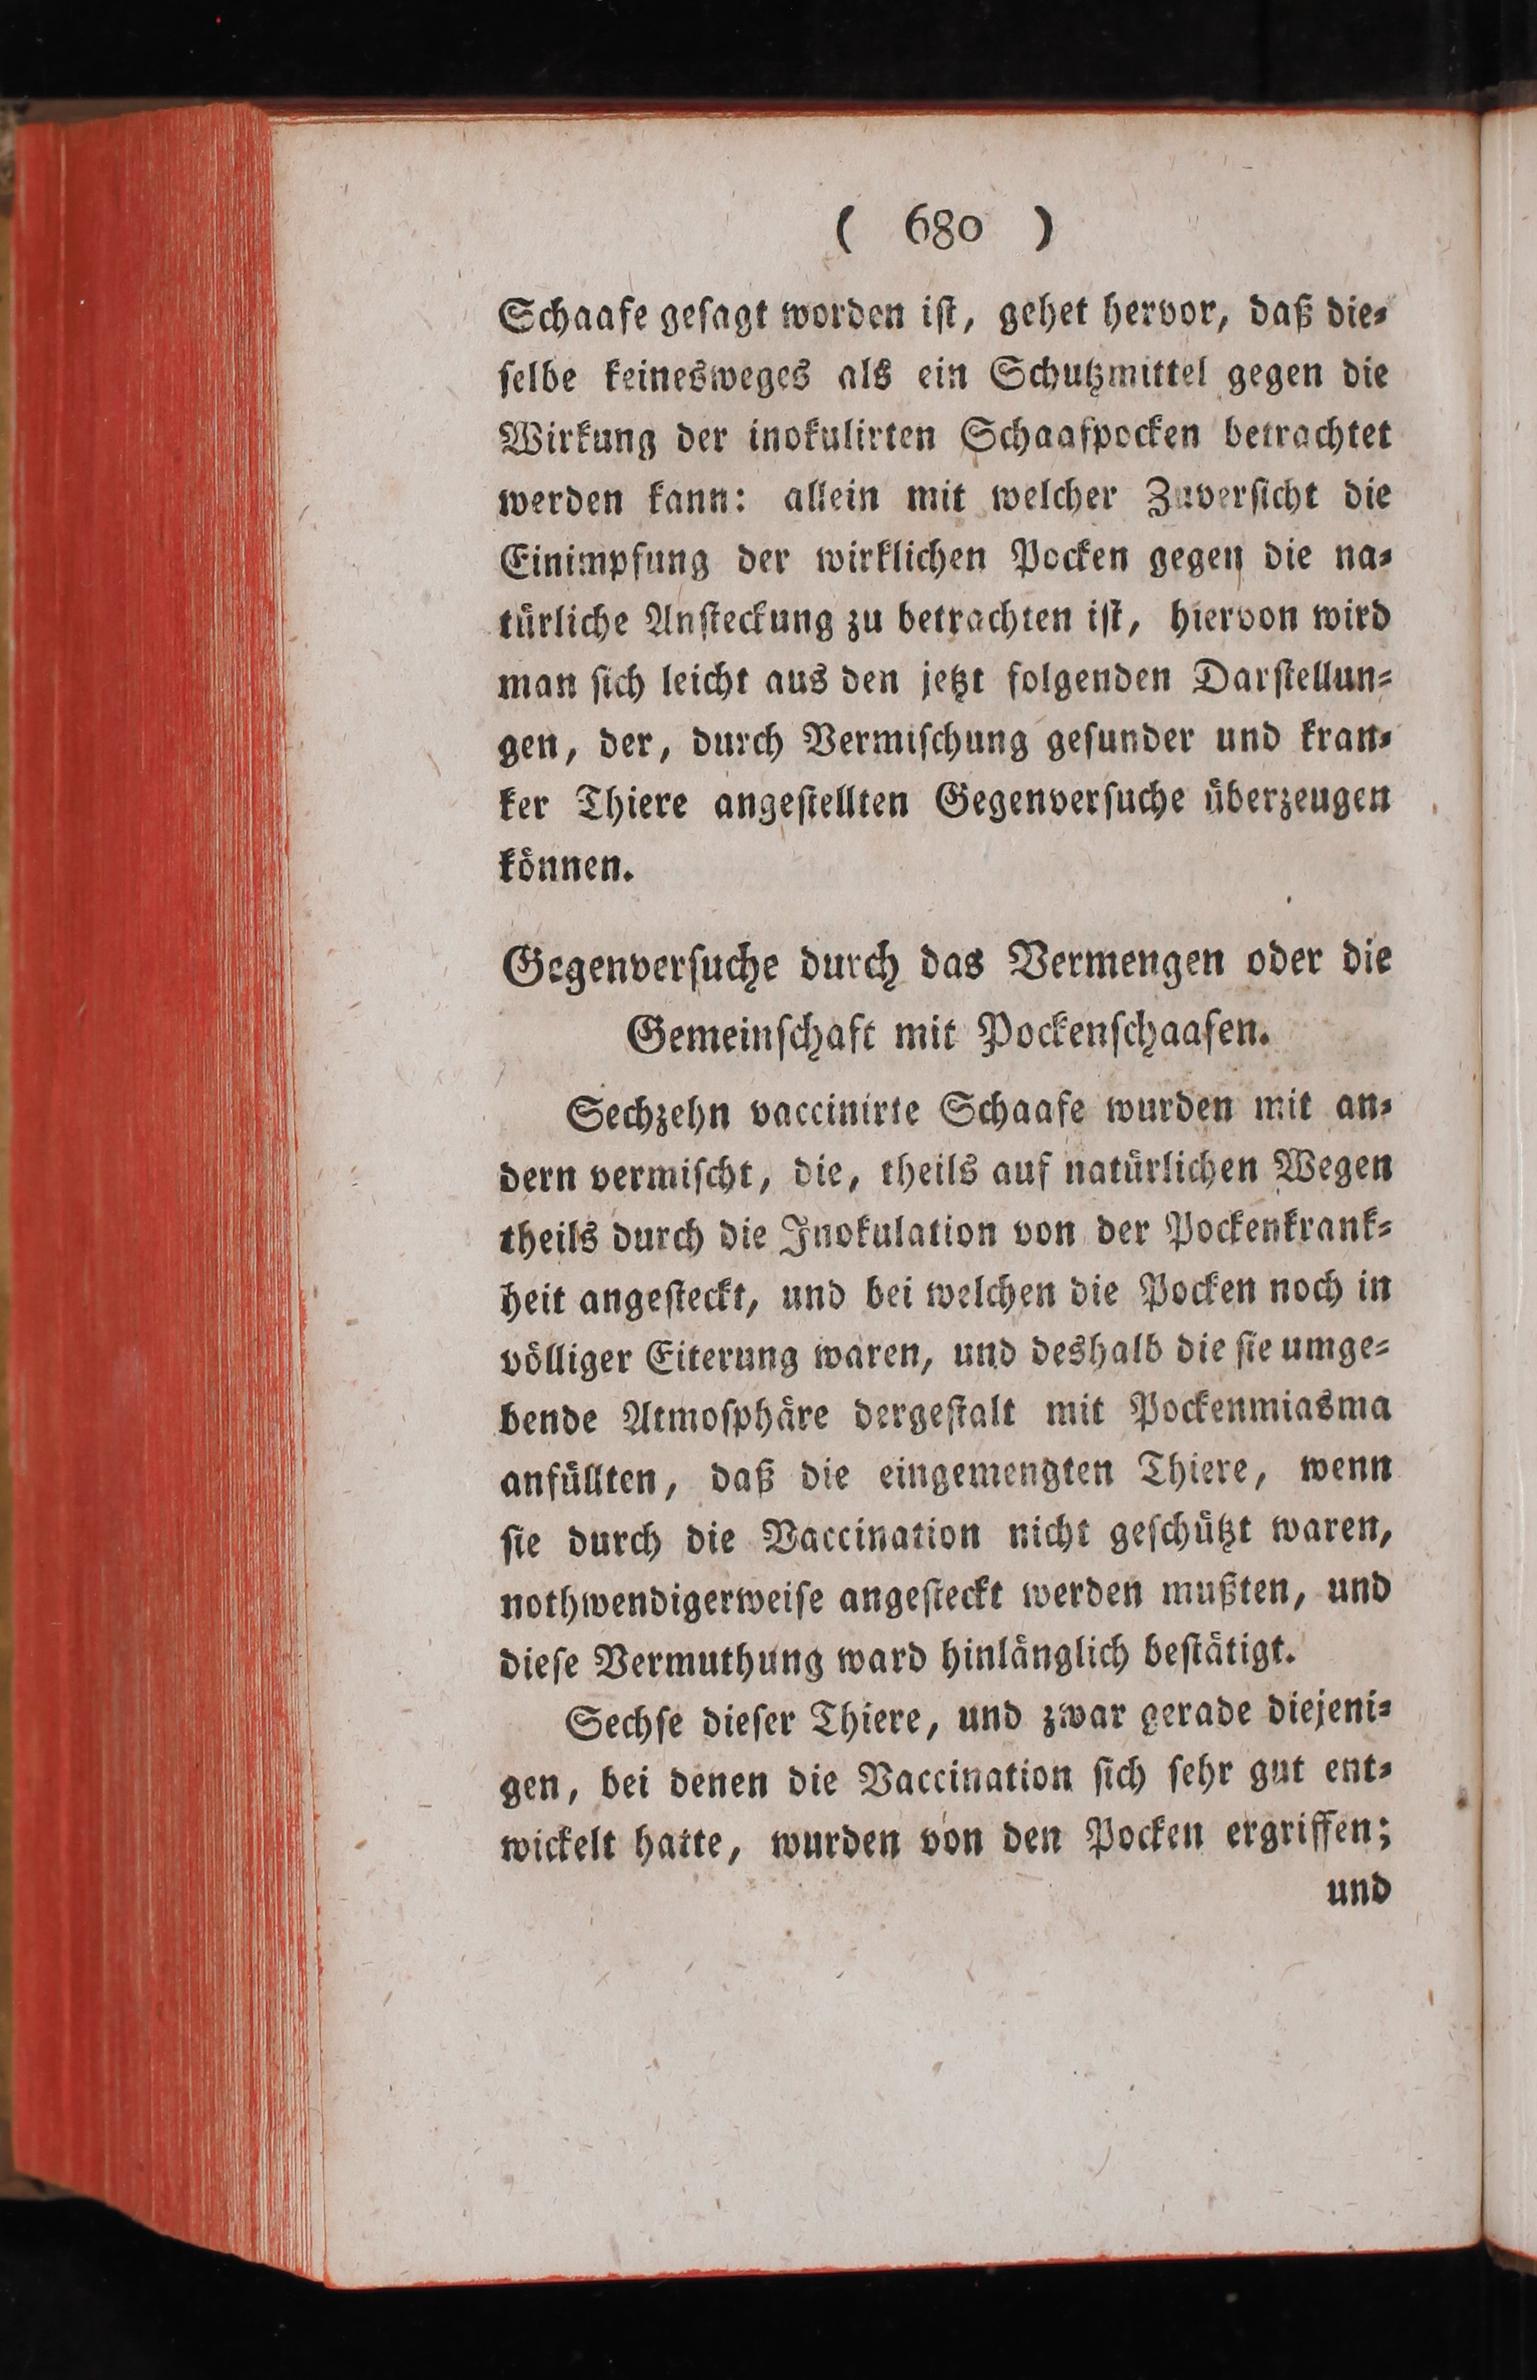 ( 680 )
Schaafe geſagt worden iſt, gehet hervor, daß die⸗
ſelbe keinesweges als ein Schutzmittel gegen die
Wirkung der inokulirten Schaafpocken betrachtet
werden kann: allein mit welcher Zuverſicht die
Einimpfung der wirklichen Pocken gegen die na⸗
türliche Anſteckung zu betrachten iſt, hiervon wird
man ſich leicht aus den jetzt folgenden Darſtellun⸗
gen, der, durch Vermiſchung geſunder und kran⸗
ker Thiere angeſtellten Gegenverſuche überzeugen
können.
Gegenverſuche durch das Vermengen oder die
Gemeinſchaft mit Pockenſchaafen.
Sechzehn vaccinirte Schaafe wurden mit an⸗
dern vermiſcht, die, theils auf natürlichen Wegen
theils durch die Inokulation von der Pockenkrank⸗
heit angeſteckt, und bei welchen die Pocken noch in
völliger Eiterung waren, und deshalb die ſie umge⸗
bende Atmoſphäre dergeſtalt mit Pockenmiasma
anfüllten, daß die eingemengten Thiere, wenn
ſie durch die Vaccination nicht geſchützt waren,
nothwendigerweiſe angeſteckt werden mußten, und
dieſe Vermuthung ward hinlänglich beſtätigt.
Sechſe dieſer Thiere, und zwar gerade diejeni⸗
gen, bei denen die Vaccination ſich ſehr gut ent⸗
wickelt hatte, wurden von den Pocken ergriffen;
und